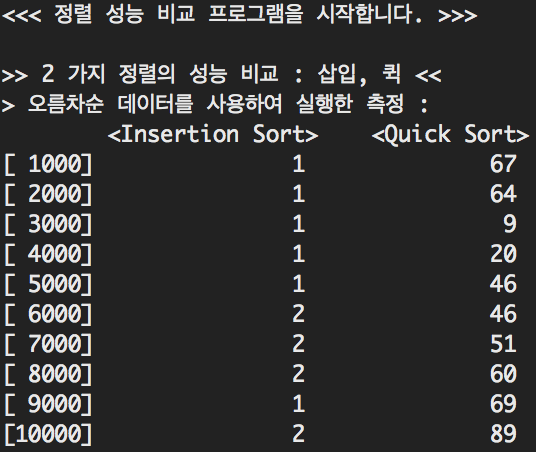 <<< 정렬 성능 비교 프로그램을 시작합니다. >>>
>> 2 가지 정렬의 성능 비교 : 삽입, 퀵 <<
> 오름차순 데이터를 사용하여 실행한 측정 :
<Insertion Sort> <Quick Sort>
[ 1000] 1 67
[ 2000] 1 64
[ 3000] 1 9
[ 4000] 1 20
[ 5000] 1 46
[ 6000] 2 46
[ 7000] 2 51
[ 8000] 2 60
[ 9000] 1 69
[10000] 2 89